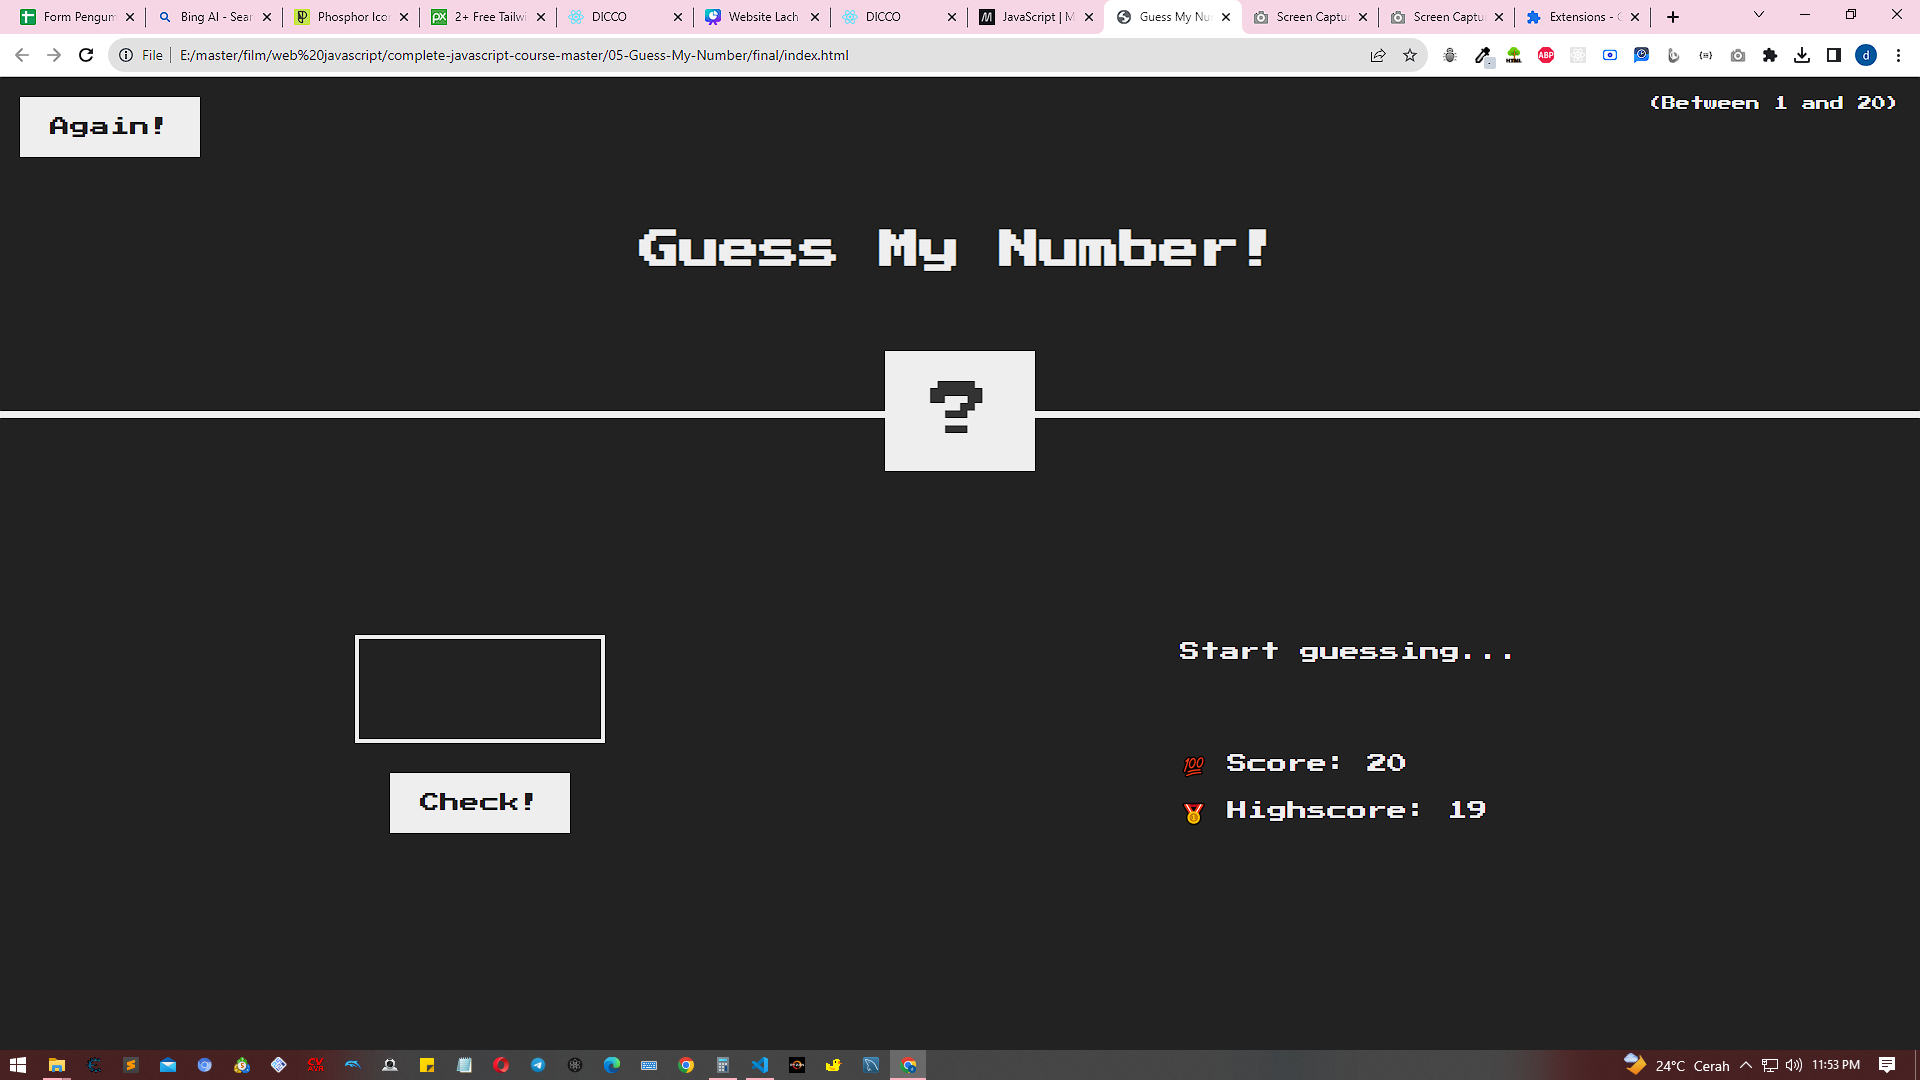 Form Pengum
Bing AI - Sear
Phosphor Icon
2+ Free Tailwi
DICCO
Website Lach
DICCO
JavaScript | M
Guess My Nu
Screen Captu
Screen Captu
Extensions - C
File
E:/master/film/web%20javascript/complete-javascript-course-master/05-Guess-My-Number/final/index.html
ABP
d
Again!
(Between 1 and 20)
Guess My Number!
?
Start guessing...
💯 Score: 20
Check!
🥇 Highscore: 19
24°C Cerah
11:53 PM